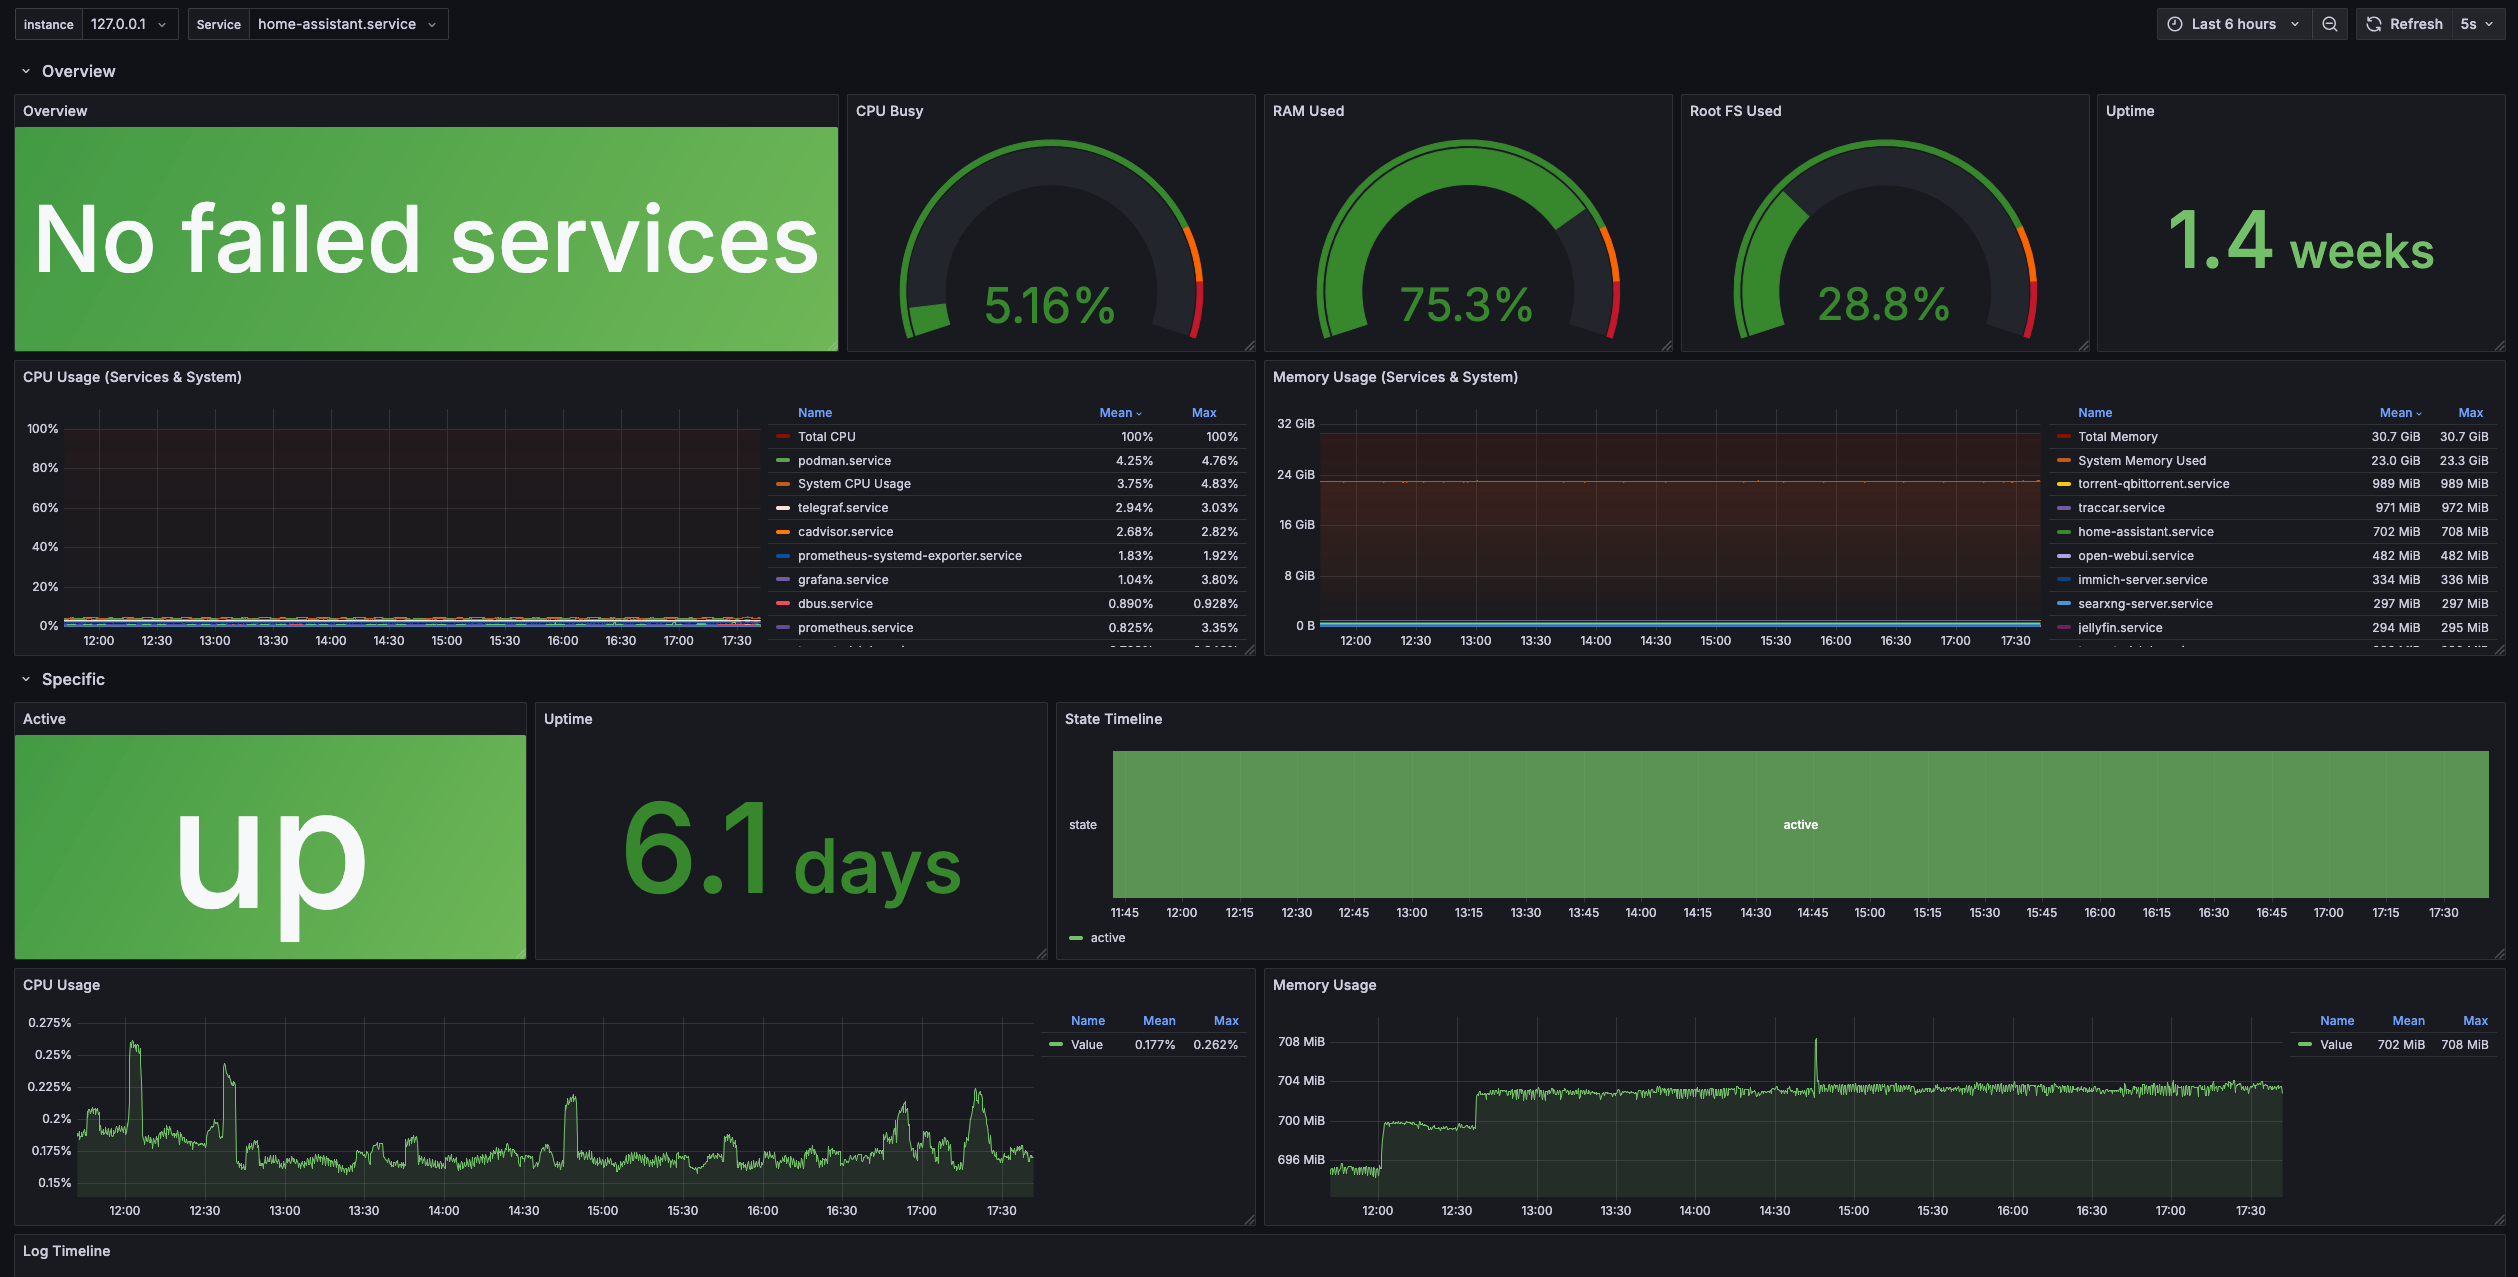 instance 127.0.0.1 Service home-assistant.service Last 6 hours Refresh 5s
Overview
Overview
No failed services
CPU Busy
5.16%
RAM Used
75.3%
Root FS Used
28.8%
Uptime
1.4 weeks
CPU Usage (Services & System)
100%
80%
60%
40%
20%
0%
12:00 12:30 13:00 13:30 14:00 14:30 15:00 15:30 16:00 16:30 17:00 17:30
Name Mean Max
Total CPU 100% 100%
podman.service 4.25% 4.76%
System CPU Usage 3.75% 4.83%
telegraf.service 2.94% 3.03%
cadvisor.service 2.68% 2.82%
prometheus-systemd-exporter.service 1.83% 1.92%
grafana.service 1.04% 3.80%
dbus.service 0.890% 0.928%
prometheus.service 0.825% 3.35%
Memory Usage (Services & System)
32 GiB
24 GiB
16 GiB
8 GiB
0 B
12:00 12:30 13:00 13:30 14:00 14:30 15:00 15:30 16:00 16:30 17:00 17:30
Name Mean Max
Total Memory 30.7 GiB 30.7 GiB
System Memory Used 23.0 GiB 23.3 GiB
torrent-qbittorrent.service 989 MiB 989 MiB
traccar.service 971 MiB 972 MiB
home-assistant.service 702 MiB 708 MiB
open-webui.service 482 MiB 482 MiB
immich-server.service 334 MiB 336 MiB
searxng-server.service 297 MiB 297 MiB
jellyfin.service 294 MiB 295 MiB
Specific
Active
up
Uptime
6.1 days
State Timeline
state
active
11:45 12:00 12:15 12:30 12:45 13:00 13:15 13:30 13:45 14:00 14:15 14:30 14:45 15:00 15:15 15:30 15:45 16:00 16:15 16:30 16:45 17:00 17:15 17:30
active
CPU Usage
0.275%
0.25%
0.225%
0.2%
0.175%
0.15%
12:00 12:30 13:00 13:30 14:00 14:30 15:00 15:30 16:00 16:30 17:00 17:30
Name Mean Max
Value 0.177% 0.262%
Memory Usage
708 MiB
704 MiB
700 MiB
696 MiB
12:00 12:30 13:00 13:30 14:00 14:30 15:00 15:30 16:00 16:30 17:00 17:30
Name Mean Max
Value 702 MiB 708 MiB
Log Timeline